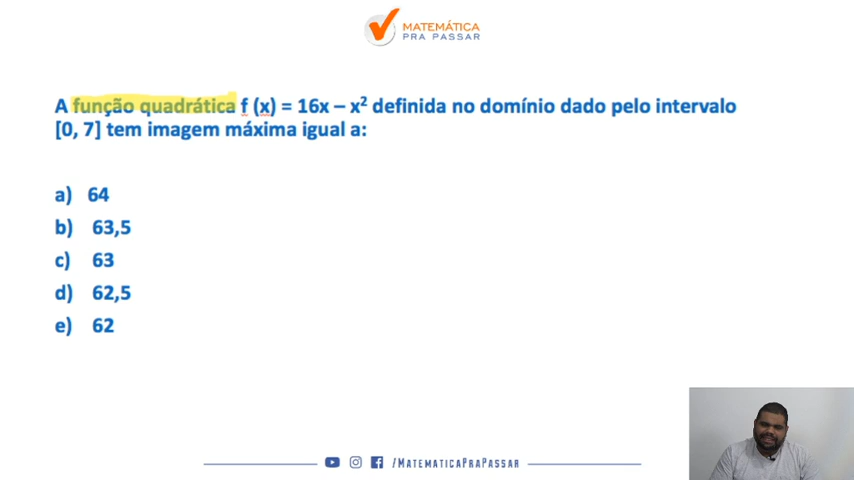 MATEMÁTICA
PRA PASSAR
A função quadrática f (x) = 16x – x² definida no domínio dado pelo intervalo
[0, 7] tem imagem máxima igual a:
a) 64
b) 63,5
c) 63
d) 62,5
e) 62
/MATEMATICAPRAPASSAR